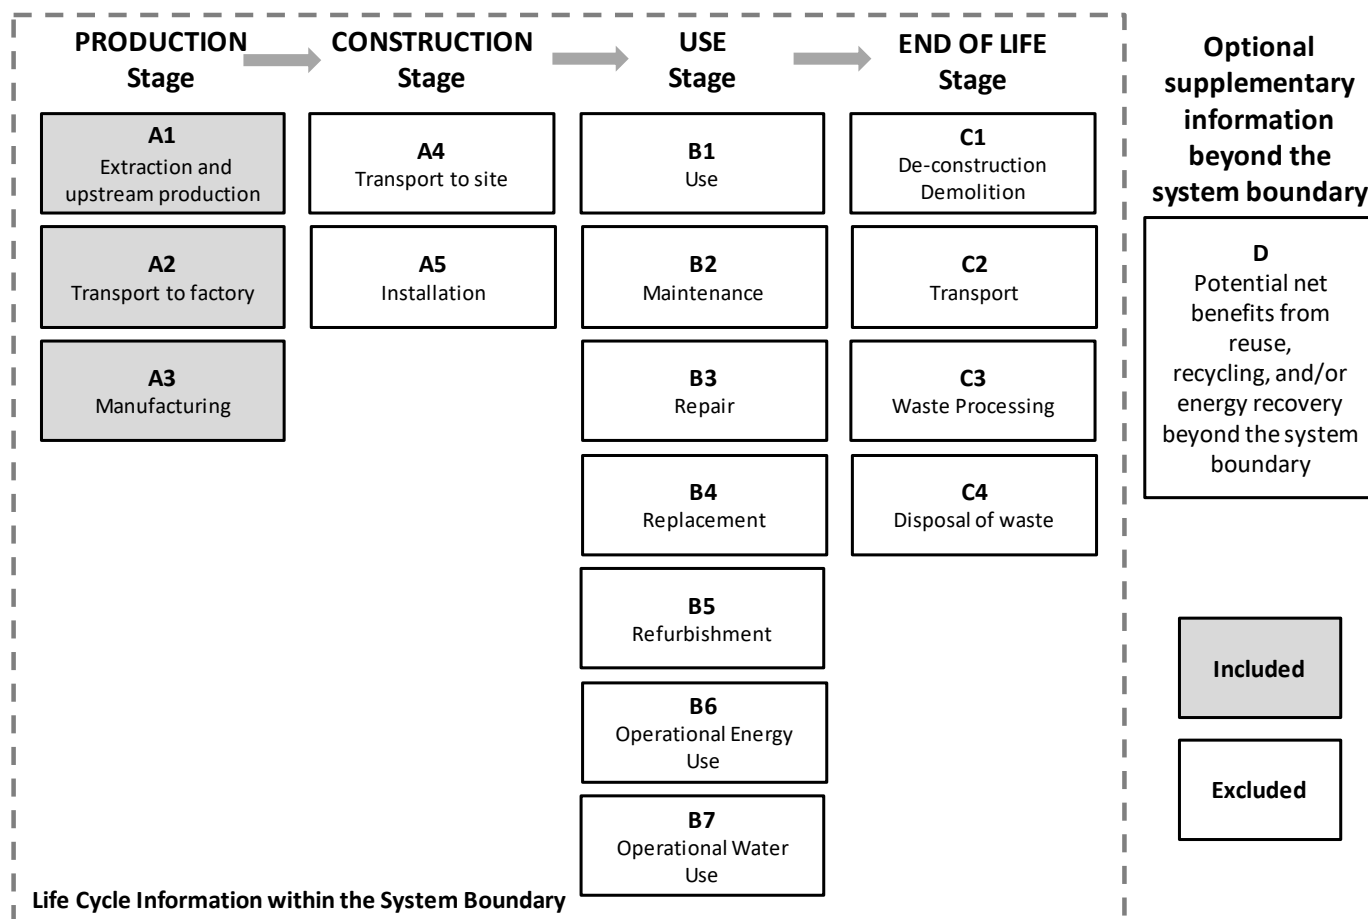 PRODUCTION
Stage
CONSTRUCTION
Stage
USE
Stage
END OF LIFE
Stage
A1
Extraction and
upstream production
A2
Transport to factory
A3
Manufacturing
A4
Transport to site
A5
Installation
B1
Use
B2
Maintenance
B3
Repair
B4
Replacement
B5
Refurbishment
B6
Operational Energy
Use
B7
Operational Water
Use
C1
De-construction
Demolition
C2
Transport
C3
Waste Processing
C4
Disposal of waste
Life Cycle Information within the System Boundary
Optional
supplementary
information
beyond the
system boundary
D
Potential net
benefits from
reuse,
recycling, and/or
energy recovery
beyond the system
boundary
Included
Excluded